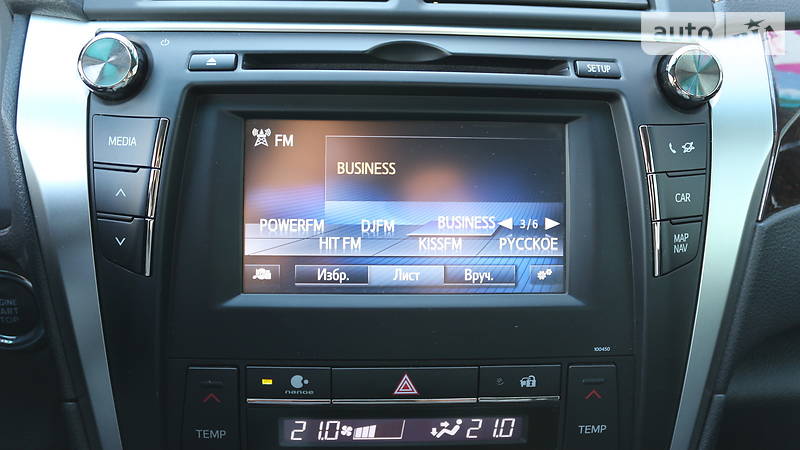 auto
SETUP
MEDIA
FM
BUSINESS
CAR
MAP
NAV
POWERFM DJFM BUSINESS 3/6
HIT FM KISSFM РУССКОЕ
Избр. Лист Вруч.
100450
START
nanoe
TEMP 21.0 21.0 TEMP